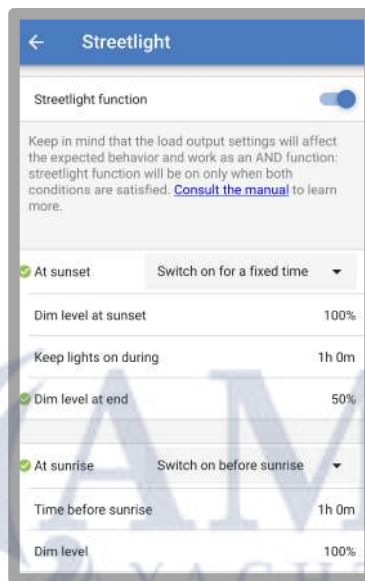 ← Streetlight
Streetlight function
Keep in mind that the load output settings will affect
the expected behavior and work as an AND function:
streetlight function will be on only when both
conditions are satisfied. Consult the manual to learn
more.
At sunset Switch on for a fixed time
Dim level at sunset 100%
Keep lights on during 1h 0m
Dim level at end 50%
At sunrise Switch on before sunrise
Time before sunrise 1h 0m
Dim level 100%
AM
YACHT